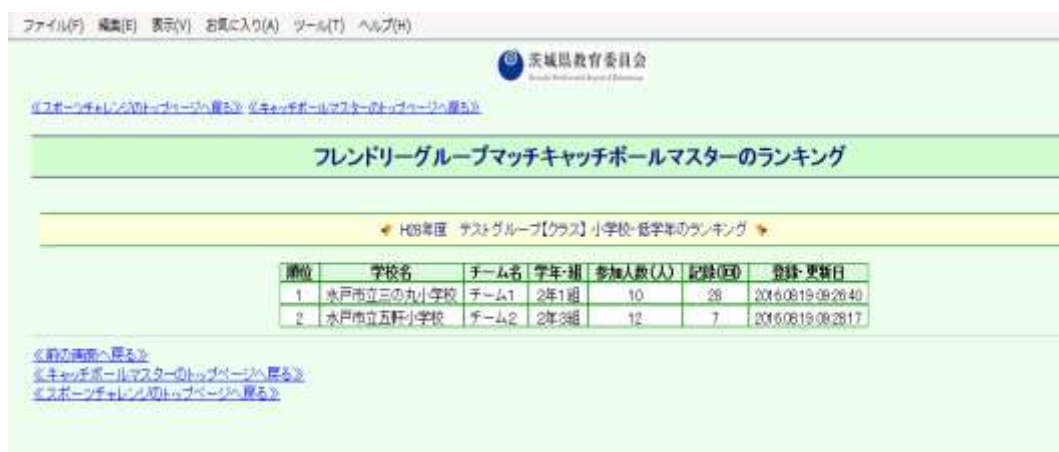 ファイル(F) 編集(E) 表示(V) お気に入り(A) ツール(T) ヘルプ(H)
茨城県教育委員会
《スポーツチャレンジのトップページへ戻る》 《キャッチボールマスターのトップページへ戻る》
フレンドリーグループマッチキャッチボールマスターのランキング
H28年度 テストグループ【クラス】 小学校・低学年のランキング
順位 学校名 チーム名 学年・組 参加人数(人) 記録(回) 登録・更新日
1 水戸市立三の丸小学校 チーム1 2年1組 10 28 2016.08.19 09:26:40
2 水戸市立五軒小学校 チーム2 2年3組 12 7 2016.08.19 09:28:17
《前の画面へ戻る》
《キャッチボールマスターのトップページへ戻る》
《スポーツチャレンジのトップページへ戻る》